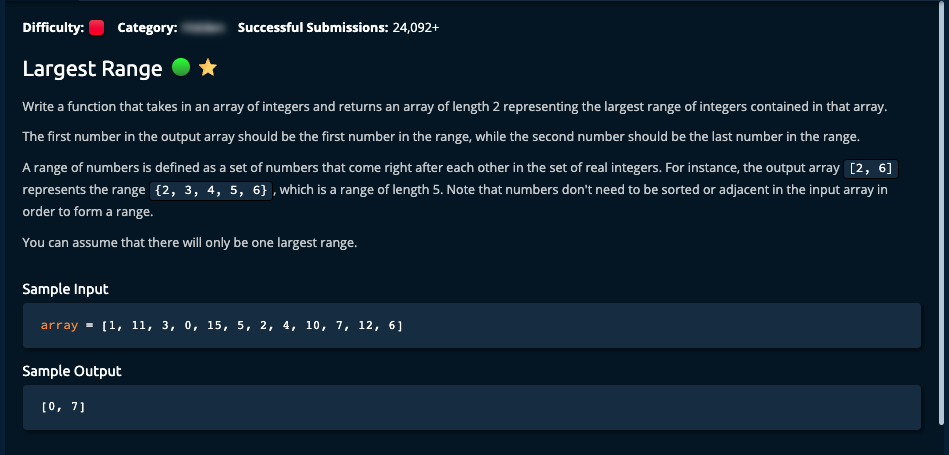 Difficulty: Category: Successful Submissions: 24,092+
Largest Range
Write a function that takes in an array of integers and returns an array of length 2 representing the largest range of integers contained in that array.
The first number in the output array should be the first number in the range, while the second number should be the last number in the range.
A range of numbers is defined as a set of numbers that come right after each other in the set of real integers. For instance, the output array [2, 6]
represents the range {2, 3, 4, 5, 6}, which is a range of length 5. Note that numbers don't need to be sorted or adjacent in the input array in
order to form a range.
You can assume that there will only be one largest range.
Sample Input
array = [1, 11, 3, 0, 15, 5, 2, 4, 10, 7, 12, 6]
Sample Output
[0, 7]